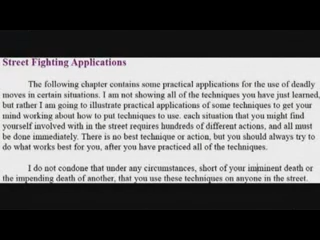 Street Fighting Applications
The following chapter contains some practical applications for the use of deadly
moves in certain situations. I am not showing all of the techniques you have just learned,
but rather I am going to illustrate practical applications of some techniques to get your
mind working about how to put techniques to use. each situation that you might find
yourself involved with in the street requires hundreds of different actions, and all must
be done immediately. There is no best technique or action, but you should always try to
do what works best for you, after you have practiced all of the techniques.
I do not condone that under any circumstances, short of your imminent death or
the impending death of another, that you use these techniques on anyone in the street.